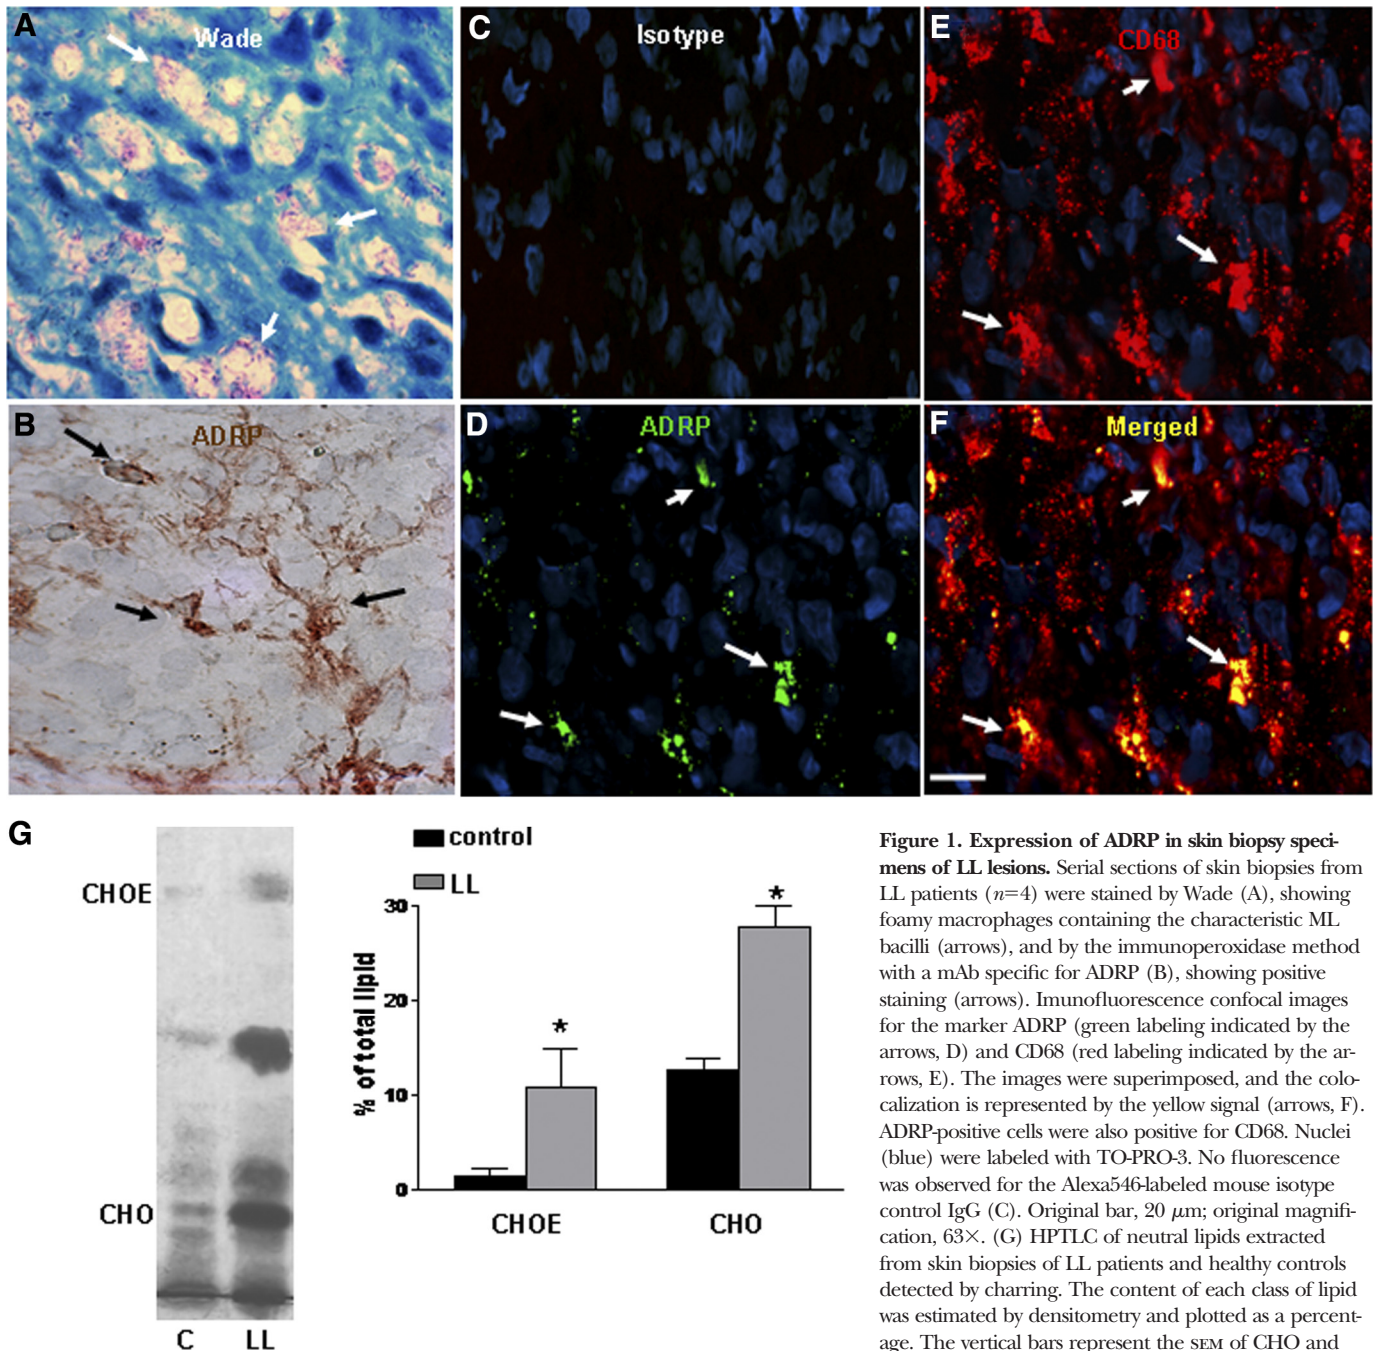 A
Wade
C
Isotype
E
CD68
B
ADRP
D
ADRP
F
Merged
G
CHOE
CHO
C
LL
control
LL
30
20
10
0
% of total lipid
*
*
CHOE
CHO
Figure 1. Expression of ADRP in skin biopsy speci-
mens of LL lesions. Serial sections of skin biopsies from
LL patients (n=4) were stained by Wade (A), showing
foamy macrophages containing the characteristic ML
bacilli (arrows), and by the immunoperoxidase method
with a mAb specific for ADRP (B), showing positive
staining (arrows). Imunofluorescence confocal images
for the marker ADRP (green labeling indicated by the
arrows, D) and CD68 (red labeling indicated by the ar-
rows, E). The images were superimposed, and the colo-
calization is represented by the yellow signal (arrows, F).
ADRP-positive cells were also positive for CD68. Nuclei
(blue) were labeled with TO-PRO-3. No fluorescence
was observed for the Alexa546-labeled mouse isotype
control IgG (C). Original bar, 20 μm; original magnifi-
cation, 63×. (G) HPTLC of neutral lipids extracted
from skin biopsies of LL patients and healthy controls
detected by charring. The content of each class of lipid
was estimated by densitometry and plotted as a percent-
age. The vertical bars represent the SEM of CHO and